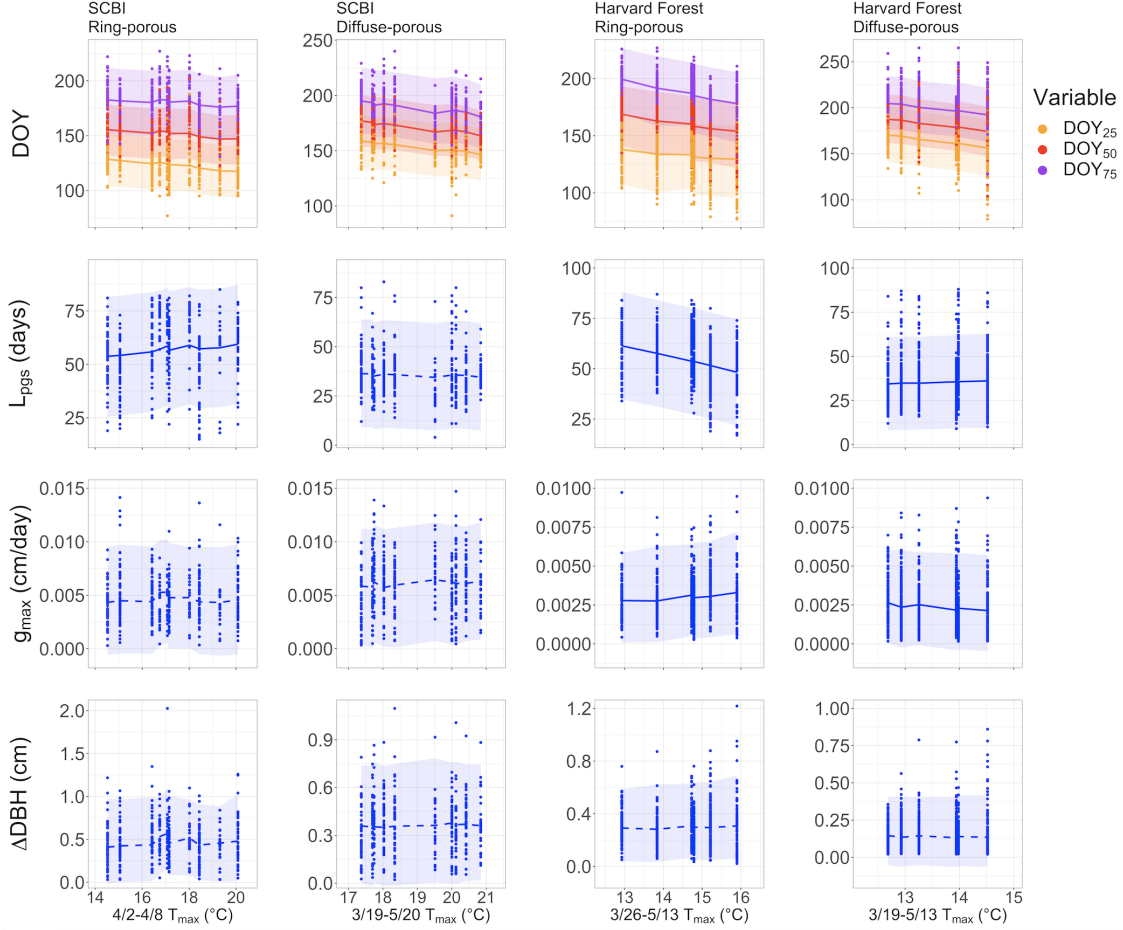 SCBI
Ring-porous
SCBI
Diffuse-porous
Harvard Forest
Ring-porous
Harvard Forest
Diffuse-porous
DOY
200
150
100
250
200
150
100
200
150
100
250
200
150
100
Variable
DOY25
DOY50
DOY75
Lpgs (days)
75
50
25
75
50
25
0
100
75
50
25
100
75
50
25
0
gmax (cm/day)
0.015
0.010
0.005
0.000
0.015
0.010
0.005
0.000
0.0100
0.0075
0.0050
0.0025
0.0000
0.0100
0.0075
0.0050
0.0025
0.0000
ΔDBH (cm)
2.0
1.5
1.0
0.5
0.0
0.9
0.6
0.3
0.0
1.2
0.8
0.4
0.0
1.00
0.75
0.50
0.25
0.00
14 16 18 20
17 18 19 20 21
13 14 15 16
13 14 15
4/2-4/8 Tmax (°C)
3/19-5/20 Tmax (°C)
3/26-5/13 Tmax (°C)
3/19-5/13 Tmax (°C)